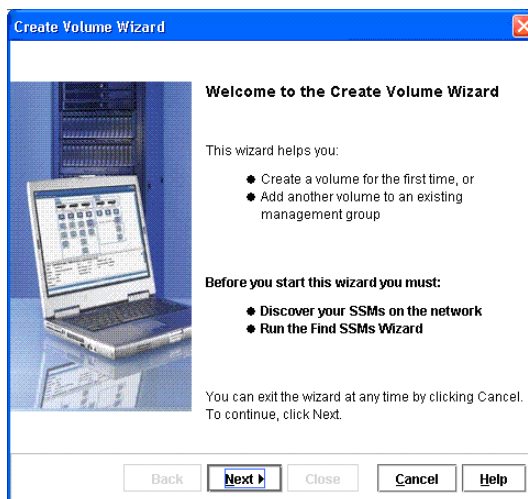 Create Volume Wizard
Welcome to the Create Volume Wizard
This wizard helps you:
Create a volume for the first time, or
Add another volume to an existing
management group
Before you start this wizard you must:
Discover your SSMs on the network
Run the Find SSMs Wizard
You can exit the wizard at any time by clicking Cancel.
To continue, click Next.
Back Next Close Cancel Help